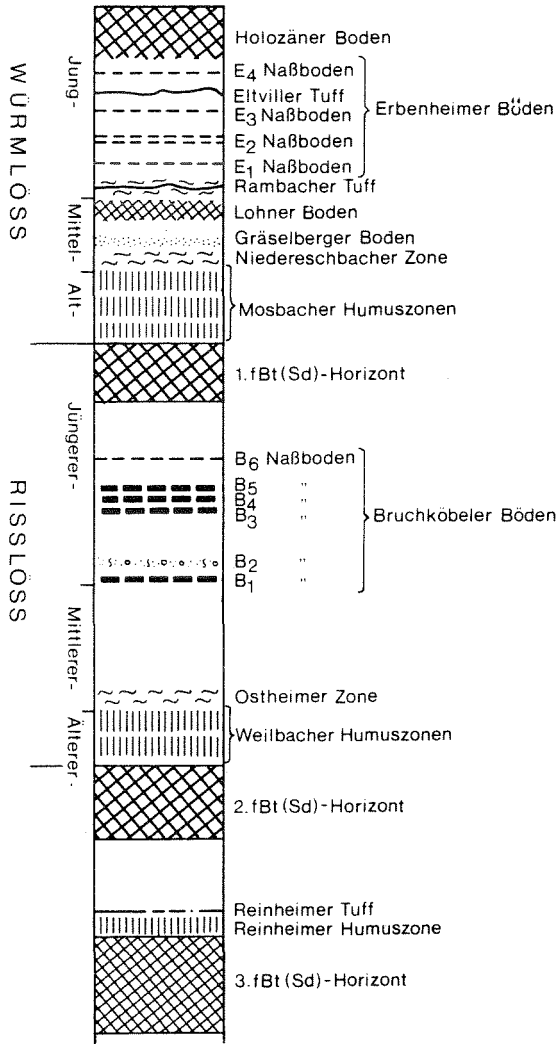 WÜRMLÖSS
Jung-
Mittel-
Alt-
Holozäner Boden
E4 Naßboden
Eltviller Tuff
E3 Naßboden
E2 Naßboden
E1 Naßboden
Erbenheimer Böden
Rambacher Tuff
Lohner Boden
Gräselberger Boden
Niedereschbacher Zone
Mosbacher Humuszonen
1.fBt(Sd)-Horizont
RISSLÖSS
Jüngerer-
Mittlerer-
Älterer-
B6 Naßboden
B5 "
B4 "
B3 "
B2 "
B1 "
Bruchköbeler Böden
Ostheimer Zone
Weilbacher Humuszonen
2.fBt(Sd)-Horizont
Reinheimer Tuff
Reinheimer Humuszone
3.fBt(Sd)-Horizont